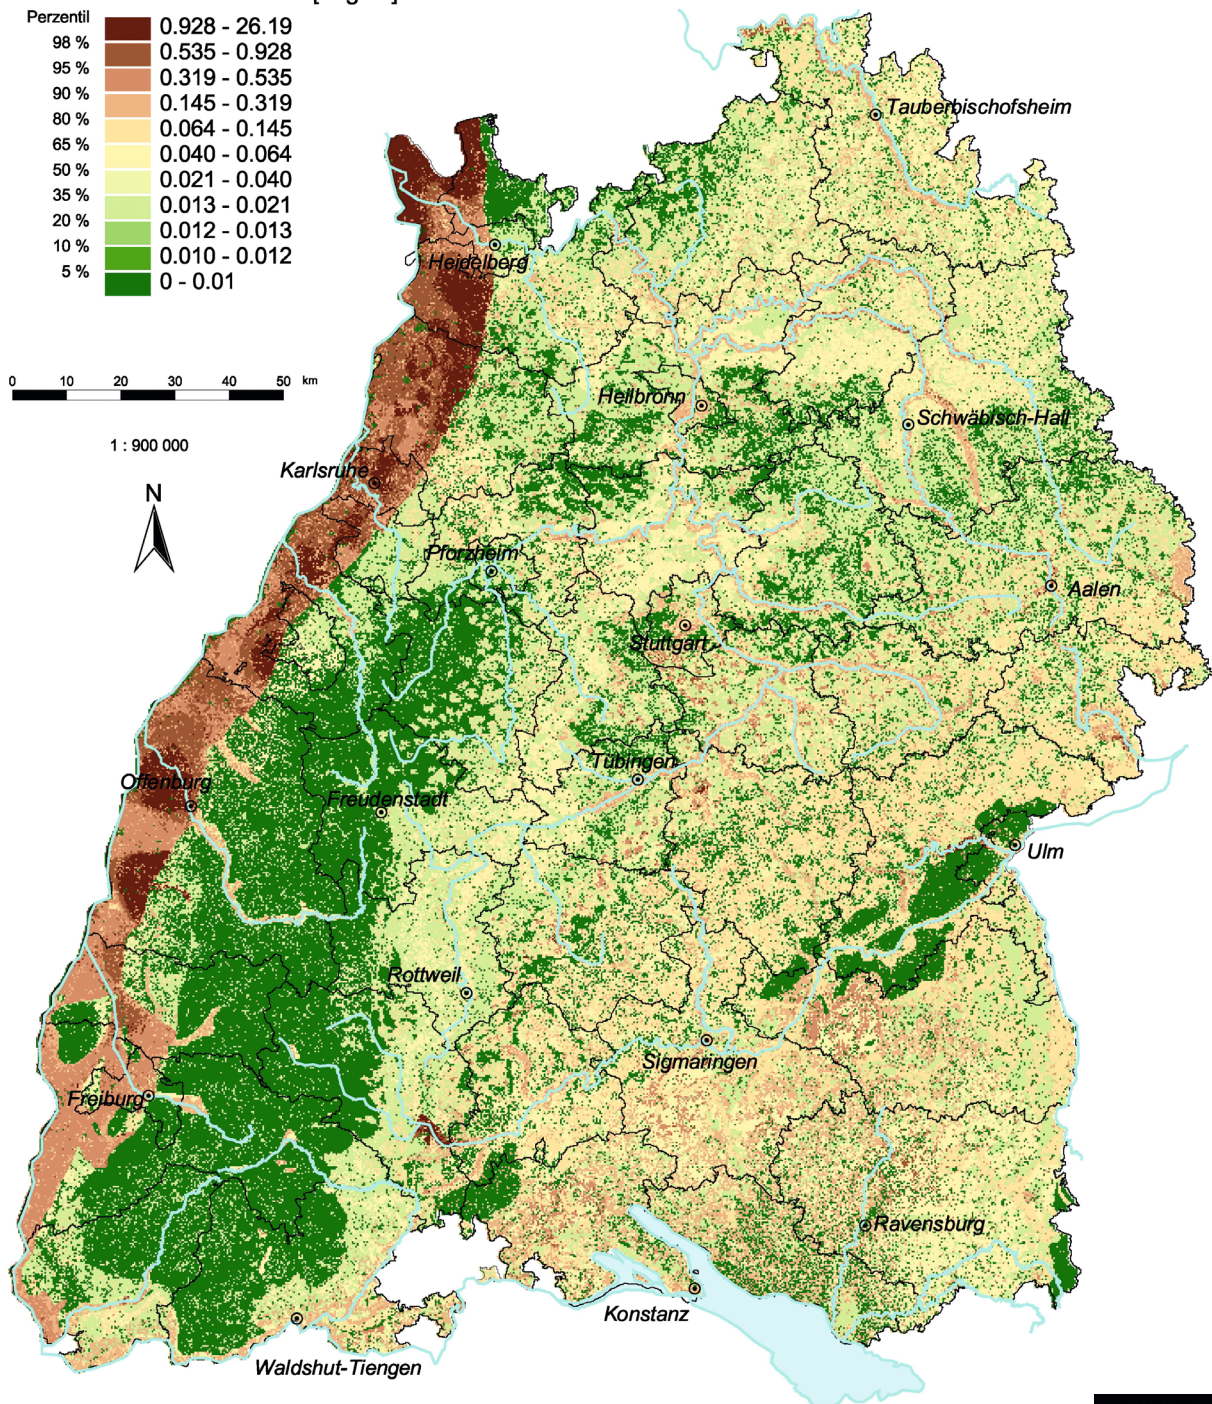 Perzentil
0.928 - 26.19
98 %
0.535 - 0.928
95 %
0.319 - 0.535
90 %
0.145 - 0.319
80 %
0.064 - 0.145
65 %
0.040 - 0.064
50 %
0.021 - 0.040
35 %
0.013 - 0.021
20 %
0.012 - 0.013
10 %
0.010 - 0.012
5 %
0 - 0.01
0 10 20 30 40 50 km
1 : 900 000
N
Tauberbischofsheim
Heidelberg
Heilbronn
Schwäbisch-Hall
Karlsruhe
Pforzheim
Aalen
Stuttgart
Tübingen
Offenburg
Freudenstadt
Ulm
Rottweil
Sigmaringen
Freiburg
Ravensburg
Konstanz
Waldshut-Tiengen